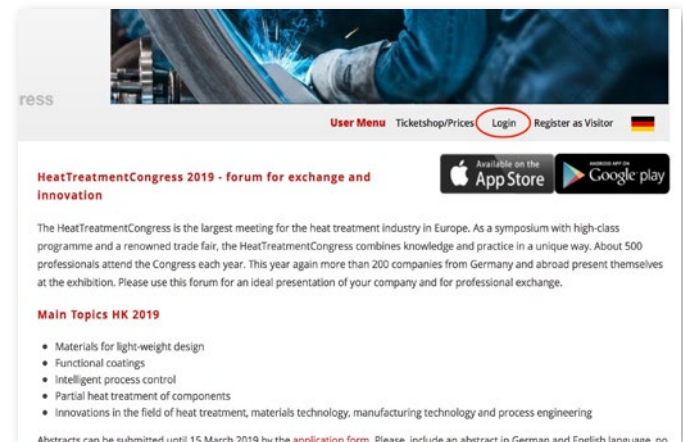 ress
User Menu Ticketshop/Prices Login Register as Visitor
Available on the
App Store
ANDROID APP ON
Google play
HeatTreatmentCongress 2019 - forum for exchange and
innovation
The HeatTreatmentCongress is the largest meeting for the heat treatment industry in Europe. As a symposium with high-class
programme and a renowned trade fair, the HeatTreatmentCongress combines knowledge and practice in a unique way. About 500
professionals attend the Congress each year. This year again more than 200 companies from Germany and abroad present themselves
at the exhibition. Please use this forum for an ideal presentation of your company and for professional exchange.
Main Topics HK 2019
• Materials for light-weight design
• Functional coatings
• Intelligent process control
• Partial heat treatment of components
• Innovations in the field of heat treatment, materials technology, manufacturing technology and process engineering
Abstracts can be submitted until 15 March 2019 by the application form. Please, include an abstract in German and English language, no